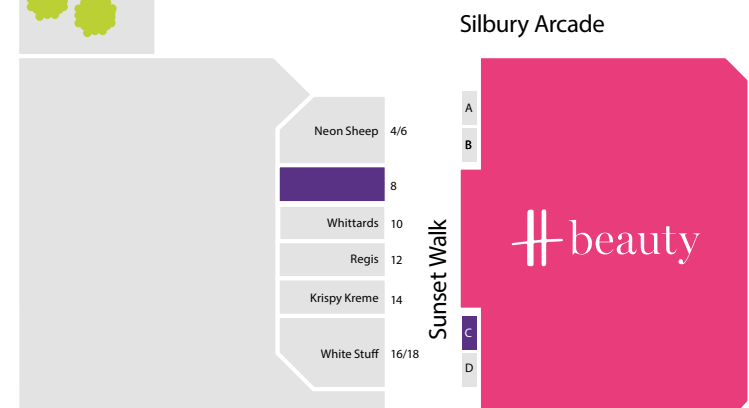 Silbury Arcade
Neon Sheep 4/6
8
Whittards 10
Regis 12
Krispy Kreme 14
White Stuff 16/18
Sunset Walk
A
B
C
D
H beauty